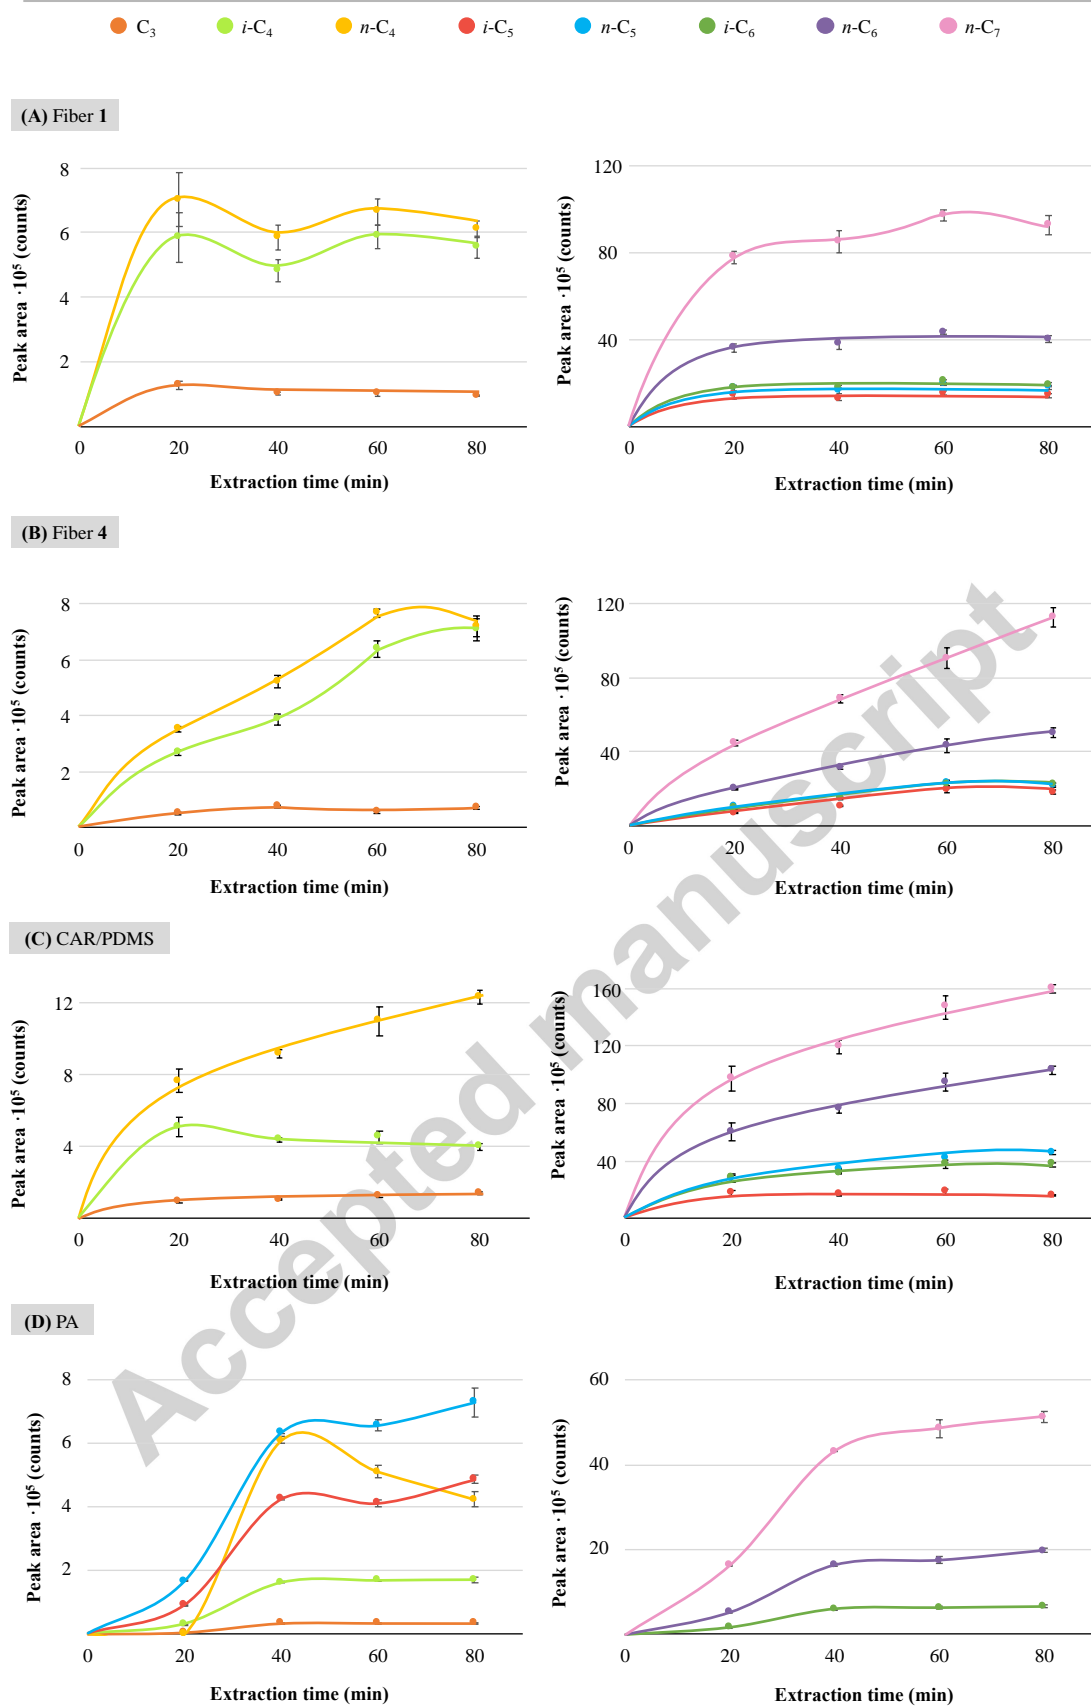 C3 i-C4 n-C4 i-C5 n-C5 i-C6 n-C6 n-C7
(A) Fiber 1
Peak area ·10⁵ (counts)
8
6
4
2
0 20 40 60 80
Extraction time (min)
Peak area ·10⁵ (counts)
120
80
40
0 20 40 60 80
Extraction time (min)
(B) Fiber 4
Peak area ·10⁵ (counts)
8
6
4
2
0 20 40 60 80
Extraction time (min)
Peak area ·10⁵ (counts)
120
80
40
0 20 40 60 80
Extraction time (min)
(C) CAR/PDMS
Peak area ·10⁵ (counts)
12
8
4
0 20 40 60 80
Extraction time (min)
Peak area ·10⁵ (counts)
160
120
80
40
0 20 40 60 80
Extraction time (min)
(D) PA
Peak area ·10⁵ (counts)
8
6
4
2
0 20 40 60 80
Extraction time (min)
Peak area ·10⁵ (counts)
60
40
20
0 20 40 60 80
Extraction time (min)
Accepted manuscript